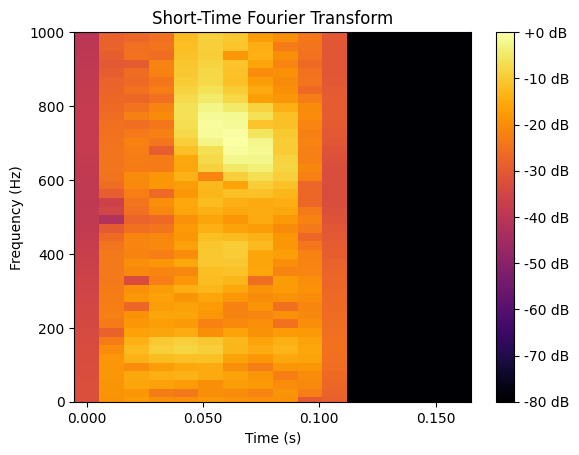 Short-Time Fourier Transform
1000
800
600
400
200
0
Frequency (Hz)
0.000
0.050
0.100
0.150
Time (s)
+0 dB
-10 dB
-20 dB
-30 dB
-40 dB
-50 dB
-60 dB
-70 dB
-80 dB